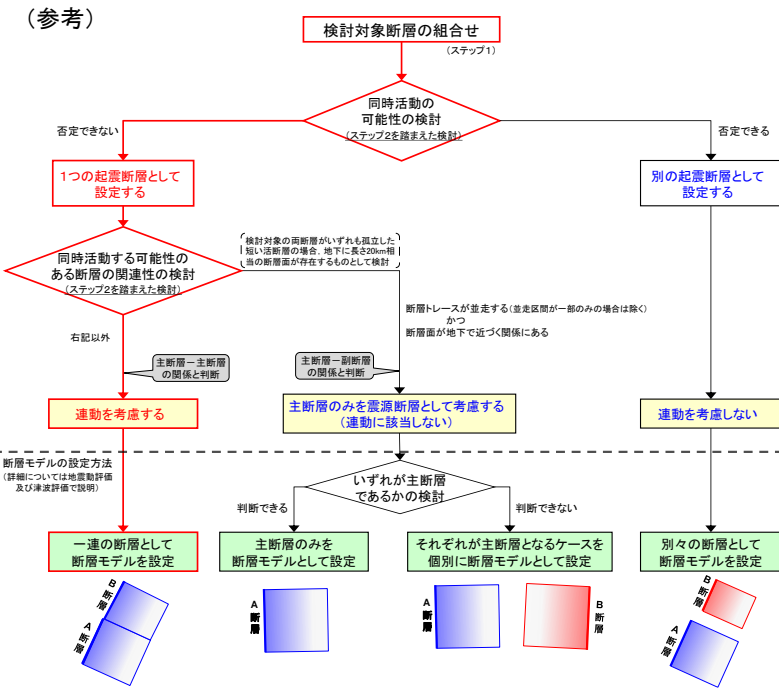 （参考）
検討対象断層の組合せ
（ステップ1）
同時活動の
可能性の検討
（ステップ2を踏まえた検討）
否定できない
否定できる
１つの起震断層として
設定する
別の起震断層として
設定する
同時活動する可能性の
ある断層の関連性の検討
（ステップ2を踏まえた検討）
検討対象の両断層がいずれも孤立した
短い活断層の場合、地下に長さ20km相
当の断層面が存在するものとして検討
断層トレースが並走する（並走区間が一部のみの場合は除く）
かつ
断層面が地下で近づく関係にある
右記以外
主断層－主断層
の関係と判断
主断層－副断層
の関係と判断
連動を考慮する
主断層のみを震源断層として考慮する
（連動に該当しない）
連動を考慮しない
断層モデルの設定方法
（詳細については地震動評価
及び津波評価で説明）
いずれが主断層
であるかの検討
判断できる
判断できない
一連の断層として
断層モデルを設定
主断層のみを
断層モデルとして設定
それぞれが主断層となるケースを
個別に断層モデルとして設定
別々の断層として
断層モデルを設定
B断層
A断層
A断層
A断層
B断層
B断層
A断層